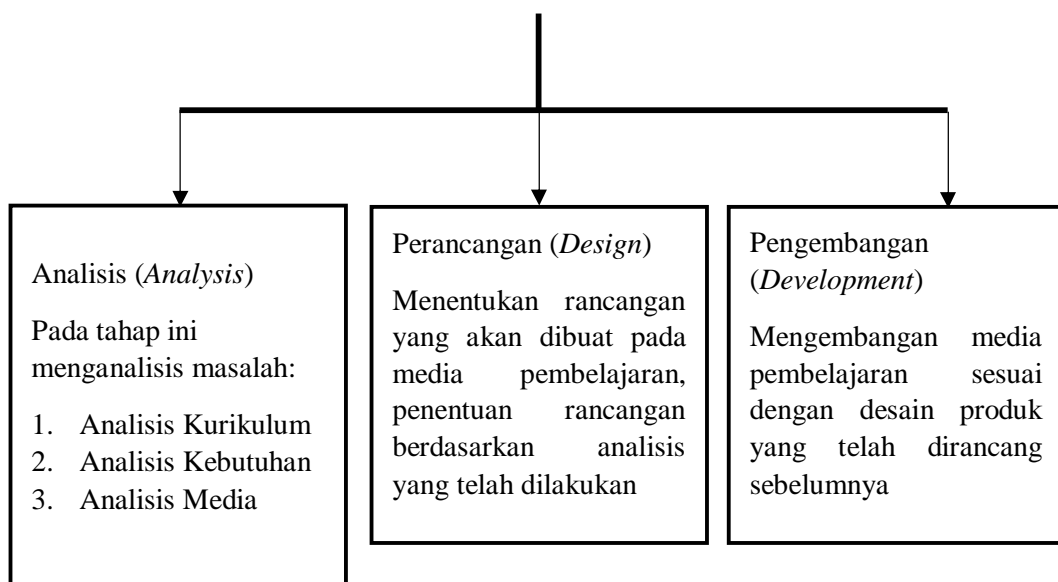 Analisis (Analysis)
Pada tahap ini
menganalisis masalah:
1. Analisis Kurikulum
2. Analisis Kebutuhan
3. Analisis Media
Perancangan (Design)
Menentukan rancangan
yang akan dibuat pada
media pembelajaran,
penentuan rancangan
berdasarkan analisis
yang telah dilakukan
Pengembangan
(Development)
Mengembangan media
pembelajaran sesuai
dengan desain produk
yang telah dirancang
sebelumnya